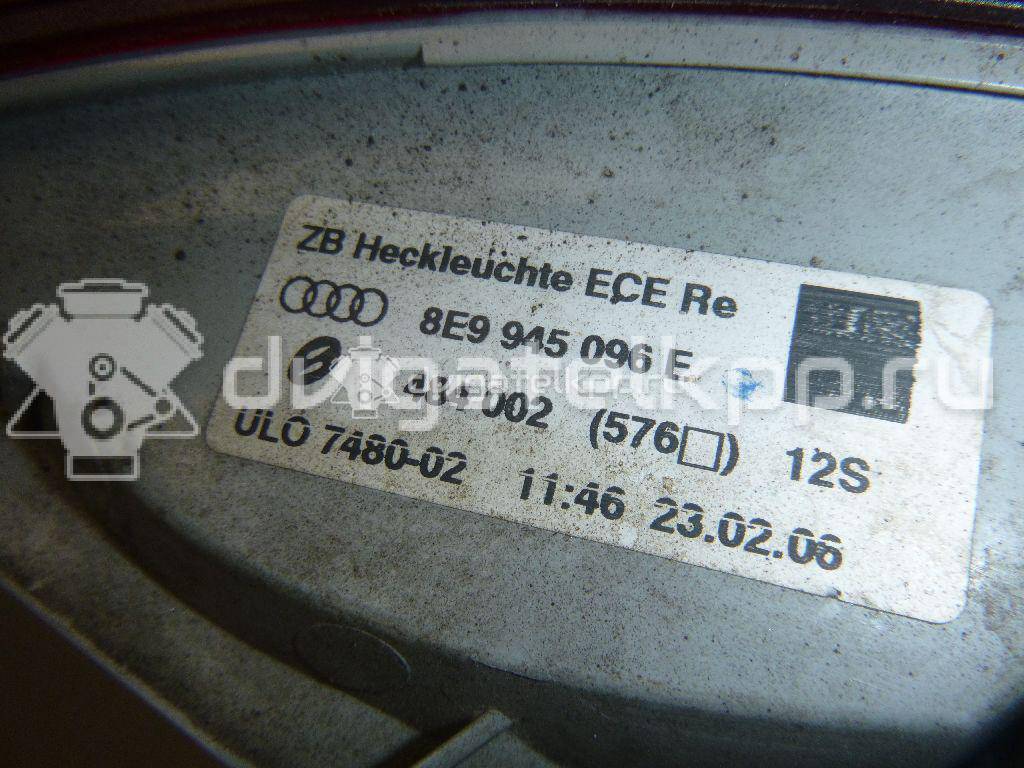 ZB Heckleuchte ECE Re
8E9 945 096 E
484 002 (576□) 12S
ULO 7480-02 11:46 23.02.06
dvigatelkpp.ru